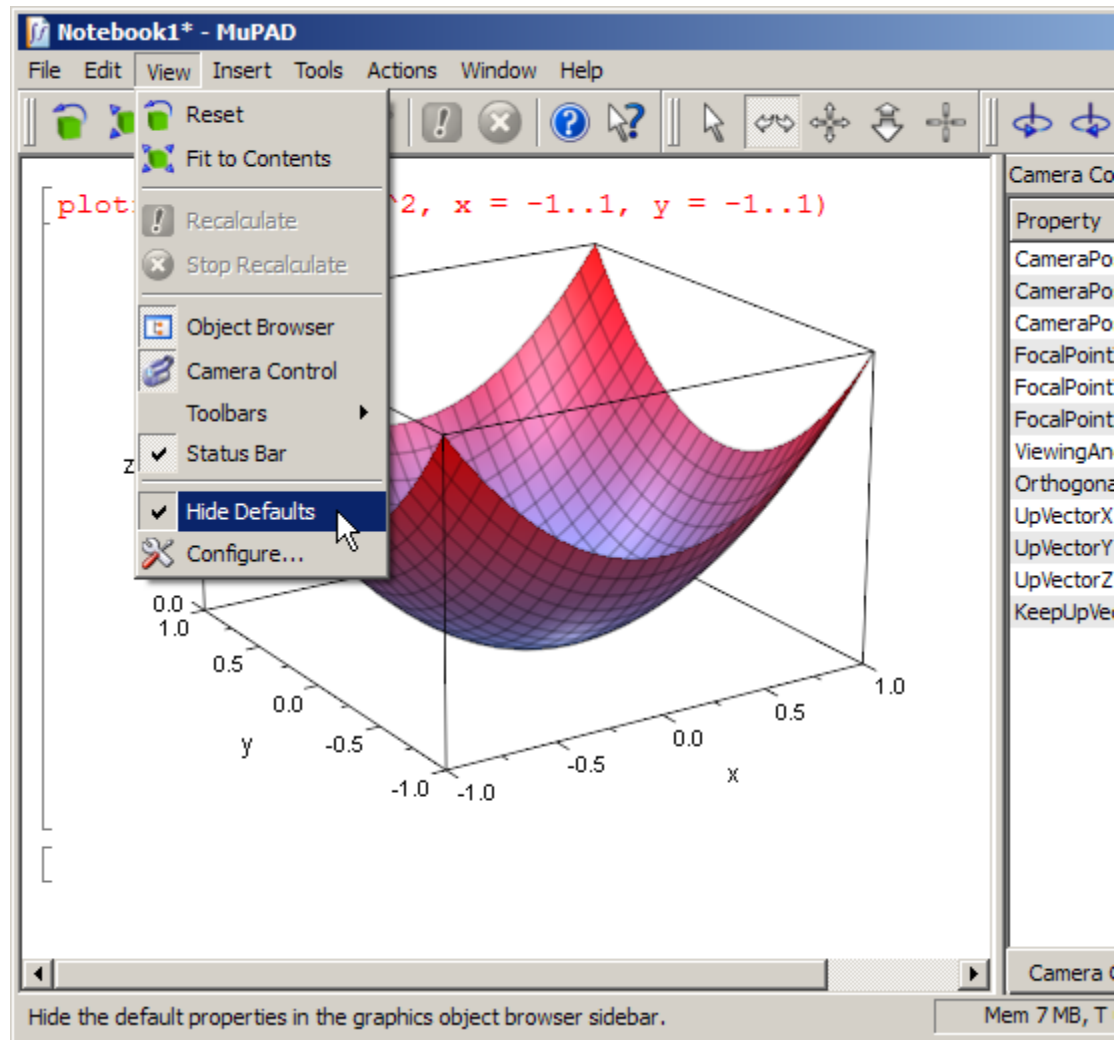 Notebook1* - MuPAD
File Edit View Insert Tools Actions Window Help
Reset
Fit to Contents
Recalculate
Stop Recalculate
Object Browser
Camera Control
Toolbars
Status Bar
Hide Defaults
Configure...
plot ^2, x = -1..1, y = -1..1)
z
0.0
1.0
0.5
0.0
y
-0.5
-1.0
-1.0
-0.5
0.0
x
0.5
1.0
Camera Co
Property
CameraPo
CameraPo
CameraPo
FocalPoint
FocalPoint
FocalPoint
ViewingAn
Orthogona
UpVectorX
UpVectorY
UpVectorZ
KeepUpVec
Camera C
Hide the default properties in the graphics object browser sidebar.
Mem 7 MB, T